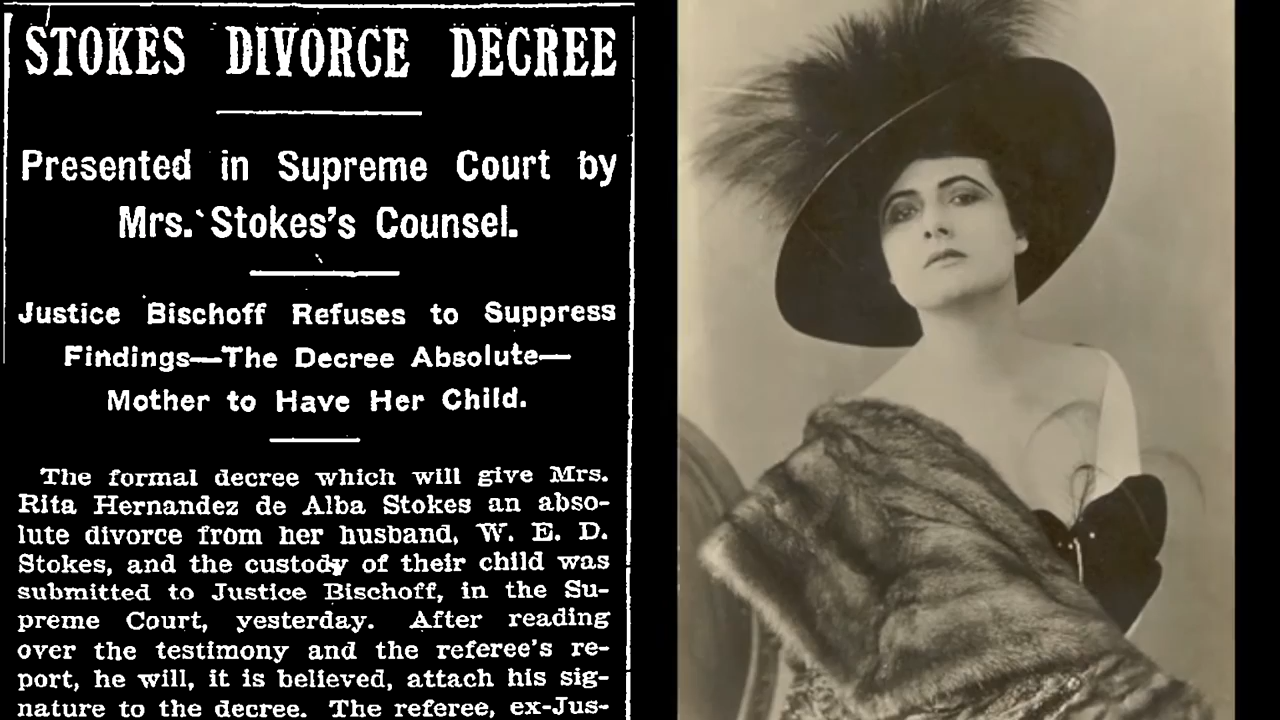 STOKES DIVORCE DECREE
Presented in Supreme Court by
Mrs. Stokes's Counsel.
Justice Bischoff Refuses to Suppress
Findings—The Decree Absolute—
Mother to Have Her Child.
The formal decree which will give Mrs.
Rita Hernandez de Alba Stokes an abso-
lute divorce from her husband, W. E. D.
Stokes, and the custody of their child was
submitted to Justice Bischoff, in the Su-
preme Court, yesterday. After reading
over the testimony and the referee's re-
port, he will, it is believed, attach his sig-
nature to the decree. The referee, ex-Jus-